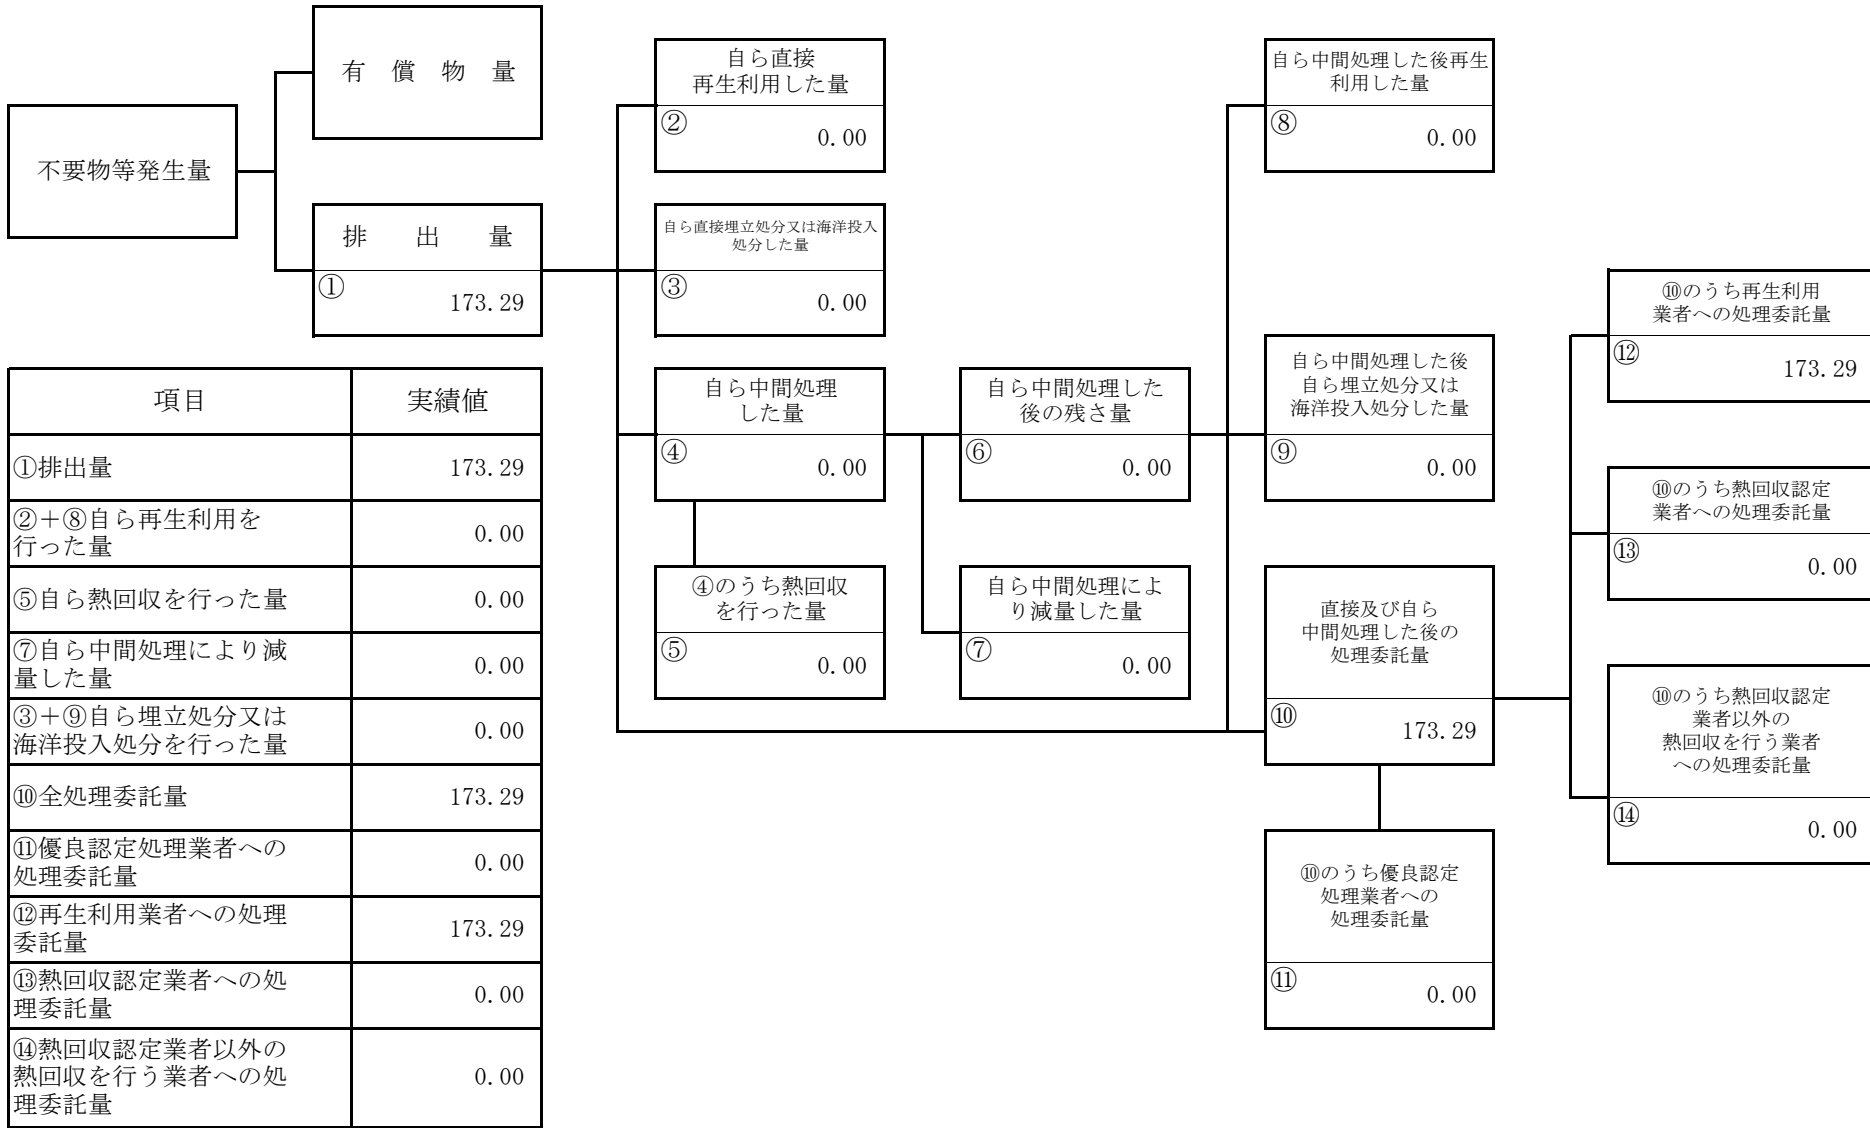 不要物等発生量
有 償 物 量
排 出 量
① 173.29
自ら直接
再生利用した量
② 0.00
自ら直接埋立処分又は海洋投入
処分した量
③ 0.00
自ら中間処理
した量
④ 0.00
④のうち熱回収
を行った量
⑤ 0.00
自ら中間処理した
後の残さ量
⑥ 0.00
自ら中間処理によ
り減量した量
⑦ 0.00
自ら中間処理した後再生
利用した量
⑧ 0.00
自ら中間処理した後
自ら埋立処分又は
海洋投入処分した量
⑨ 0.00
直接及び自ら
中間処理した後の
処理委託量
⑩ 173.29
⑩のうち優良認定
処理業者への
処理委託量
⑪ 0.00
⑩のうち再生利用
業者への処理委託量
⑫ 173.29
⑩のうち熱回収認定
業者への処理委託量
⑬ 0.00
⑩のうち熱回収認定
業者以外の
熱回収を行う業者
への処理委託量
⑭ 0.00
項目 実績値
①排出量 173.29
②＋⑧自ら再生利用を
行った量 0.00
⑤自ら熱回収を行った量 0.00
⑦自ら中間処理により減
量した量 0.00
③＋⑨自ら埋立処分又は
海洋投入処分を行った量 0.00
⑩全処理委託量 173.29
⑪優良認定処理業者への
処理委託量 0.00
⑫再生利用業者への処理
委託量 173.29
⑬熱回収認定業者への処
理委託量 0.00
⑭熱回収認定業者以外の
熱回収を行う業者への処
理委託量 0.00